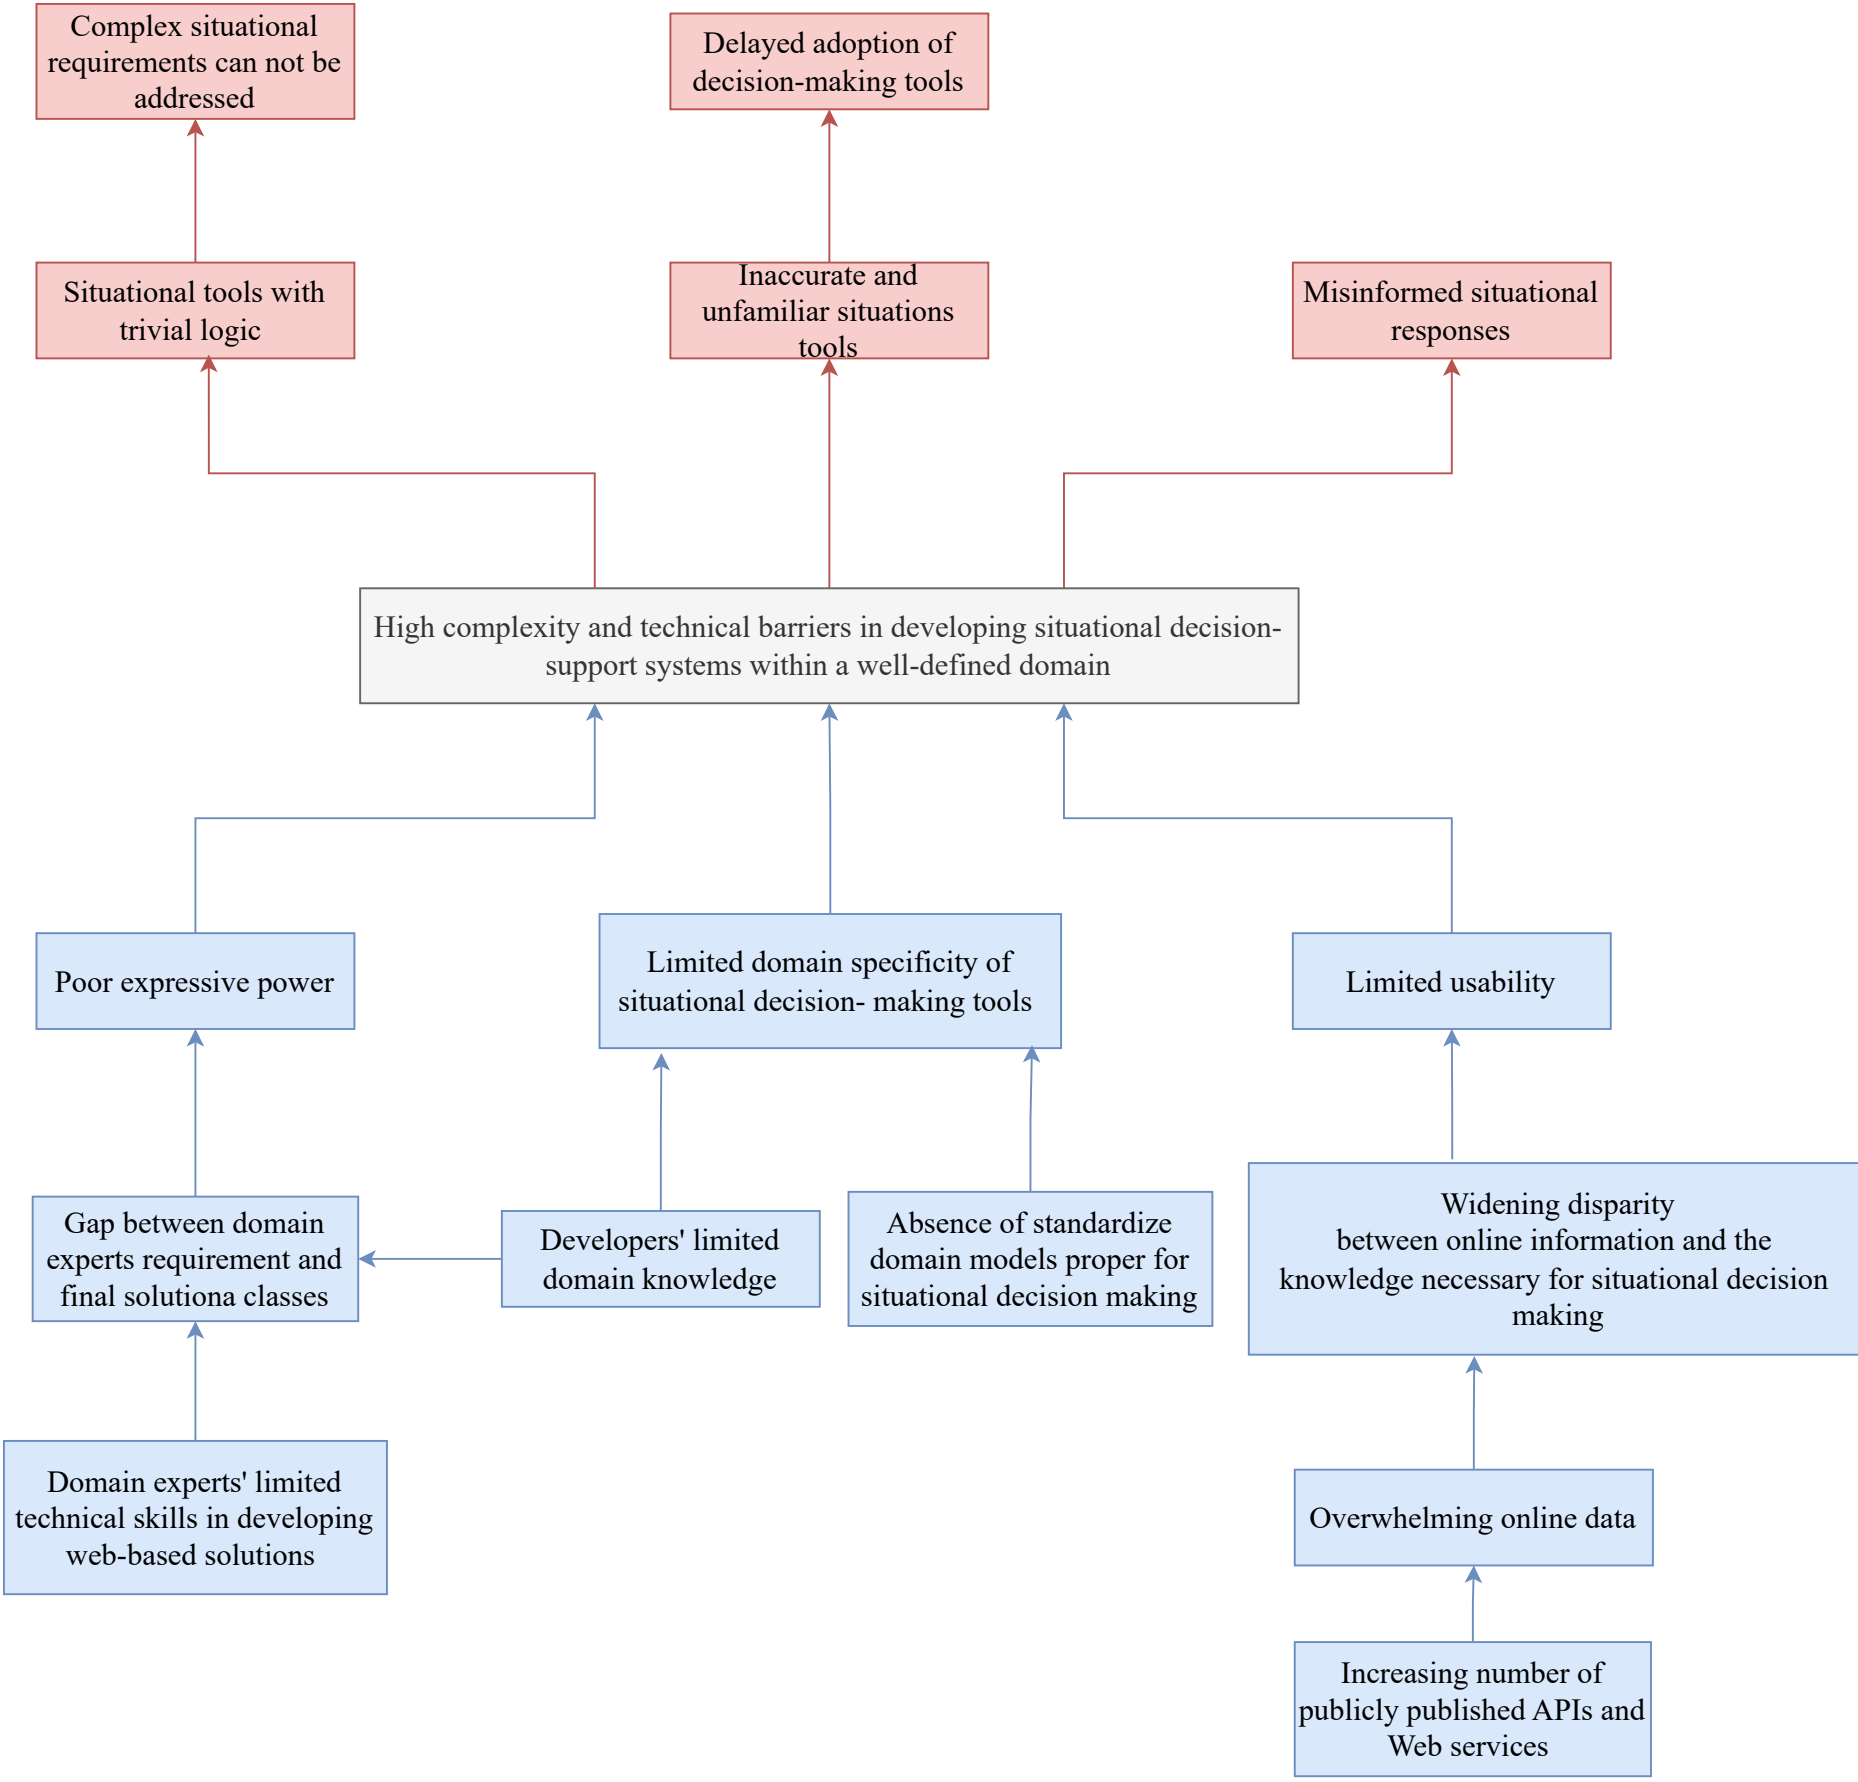 Complex situational
requirements can not be
addressed
Delayed adoption of
decision-making tools
Situational tools with
trivial logic
Inaccurate and
unfamiliar situations
tools
Misinformed situational
responses
High complexity and technical barriers in developing situational decision-
support systems within a well-defined domain
Poor expressive power
Limited domain specificity of
situational decision- making tools
Limited usability
Gap between domain
experts requirement and
final solutiona classes
Developers' limited
domain knowledge
Absence of standardize
domain models proper for
situational decision making
Widening disparity
between online information and the
knowledge necessary for situational decision
making
Domain experts' limited
technical skills in developing
web-based solutions
Overwhelming online data
Increasing number of
publicly published APIs and
Web services